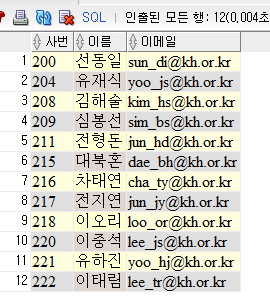 SQL | 인출된 모든 행: 12(0,004초
사번 이름 이메일
1 200 선동일 sun_di@kh.or.kr
2 204 유재식 yoo_js@kh.or.kr
3 208 김해술 kim_hs@kh.or.kr
4 209 심봉선 sim_bs@kh.or.kr
5 211 전형돈 jun_hd@kh.or.kr
6 215 대북혼 dae_bh@kh.or.kr
7 216 차태연 cha_ty@kh.or.kr
8 217 전지연 jun_jy@kh.or.kr
9 218 이오리 loo_or@kh.or.kr
10 220 이중석 lee_js@kh.or.kr
11 221 유하진 yoo_hj@kh.or.kr
12 222 이태림 lee_tr@kh.or.kr